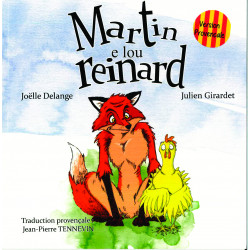 Martin
e lou
reinard
Version
Provençale
Joëlle Delange
Julien Girardet
Traduction provençale
Jean-Pierre TENNEVIN